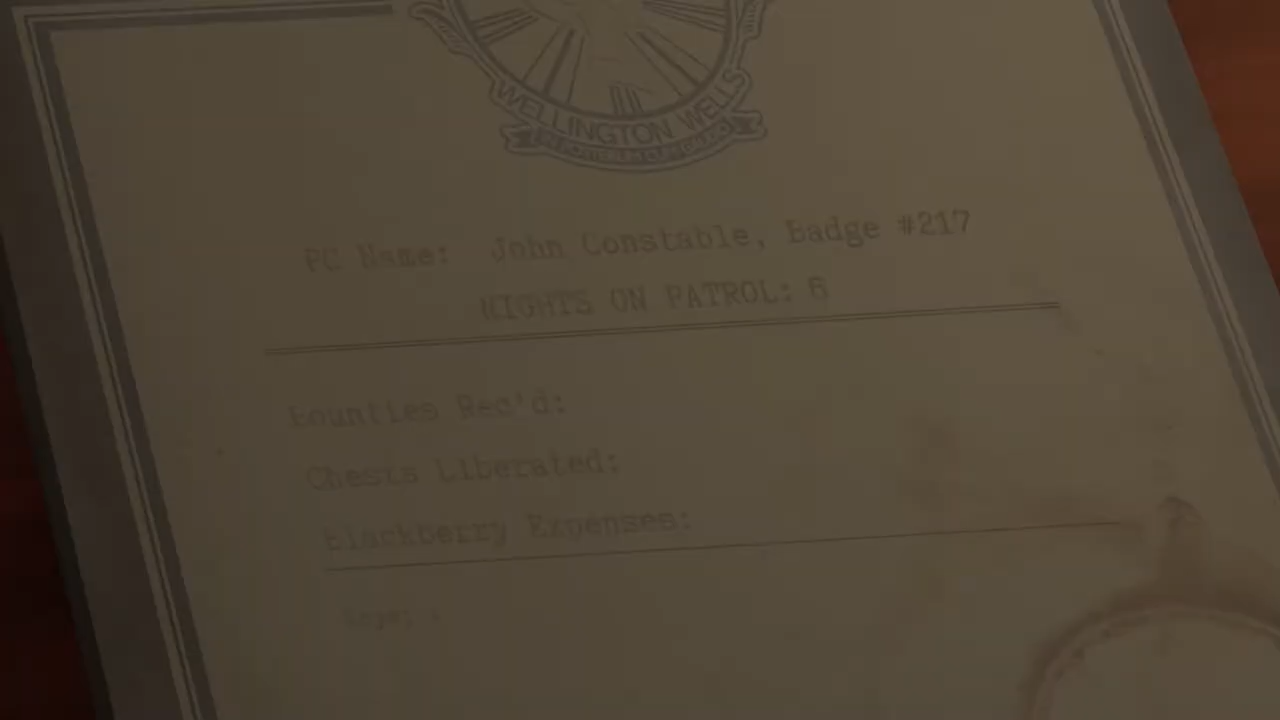 WELLINGTON WELLS
PC Name: John Constable, Badge #217
NIGHTS ON PATROL: 6
Bounties Rec'd:
Chests Liberated:
Blackberry Expenses: